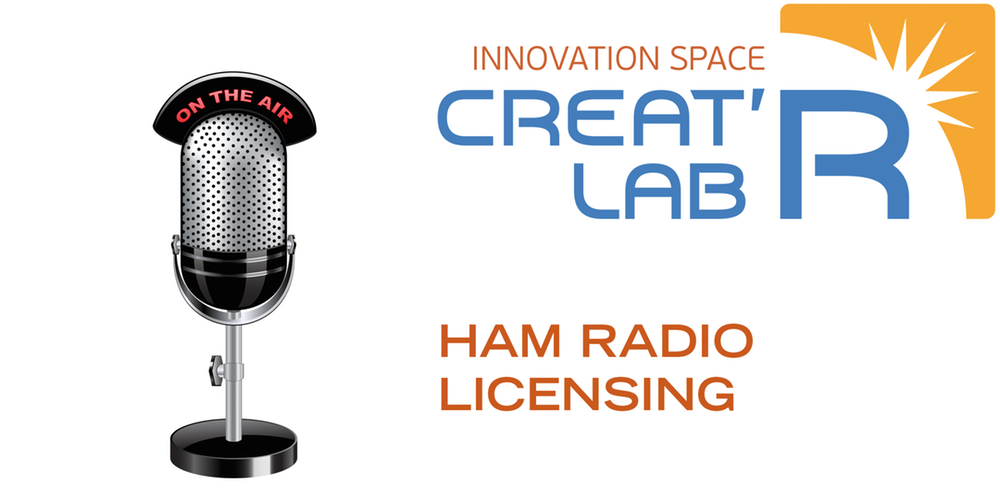 ON THE AIR
INNOVATION SPACE
CREAT'R
LAB
HAM RADIO
LICENSING